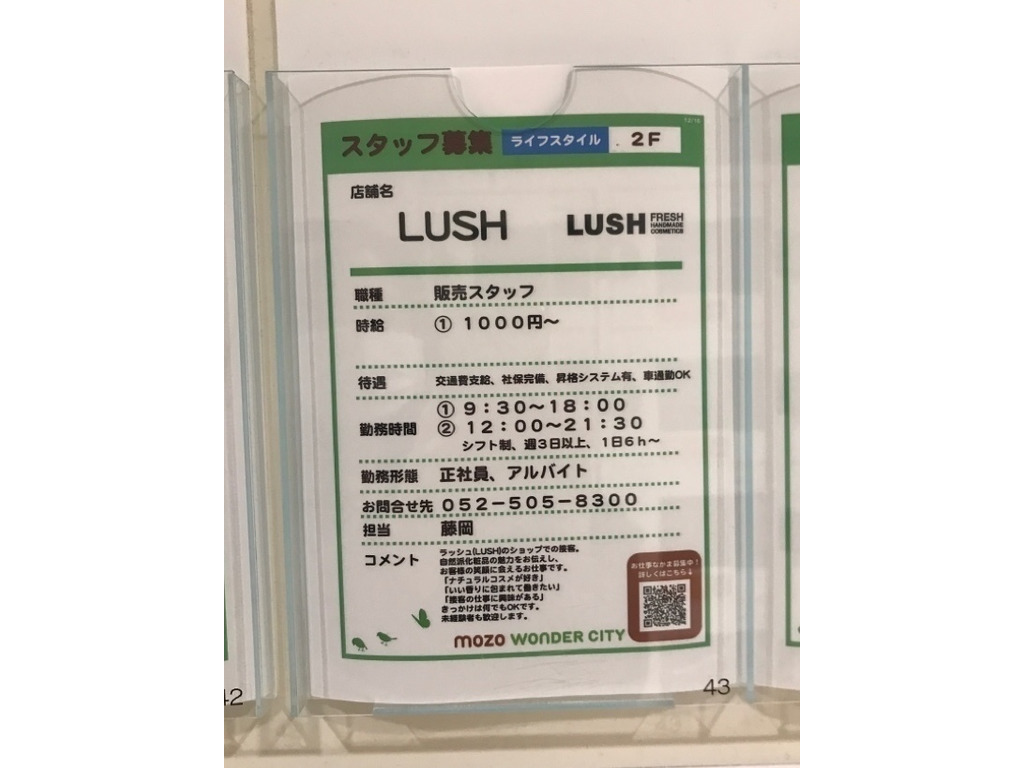 12/10
スタッフ募集 ライフスタイル 2F
店舗名
LUSH LUSH FRESH HANDMADE COSMETICS
職種 販売スタッフ
時給 ① 1000円～
待遇 交通費支給、社保完備、昇格システム有、車通勤OK
① 9：30～18：00
勤務時間 ② 12：00～21：30
シフト制、週3日以上、1日6h～
勤務形態 正社員、アルバイト
お問合せ先 052－505－8300
担当 藤岡
コメント ラッシュ(LUSH)のショップでの接客。
自然派化粧品の魅力をお伝えし、
お客様の笑顔に会えるお仕事です。
「ナチュラルコスメが好き」
「いい香りに包まれて働きたい」
「接客の仕事に興味がある」
きっかけは何でもOKです。
未経験者も歓迎します。
お仕事なかま募集中！
詳しくはこちら↓
mozo WONDER CITY
42
43